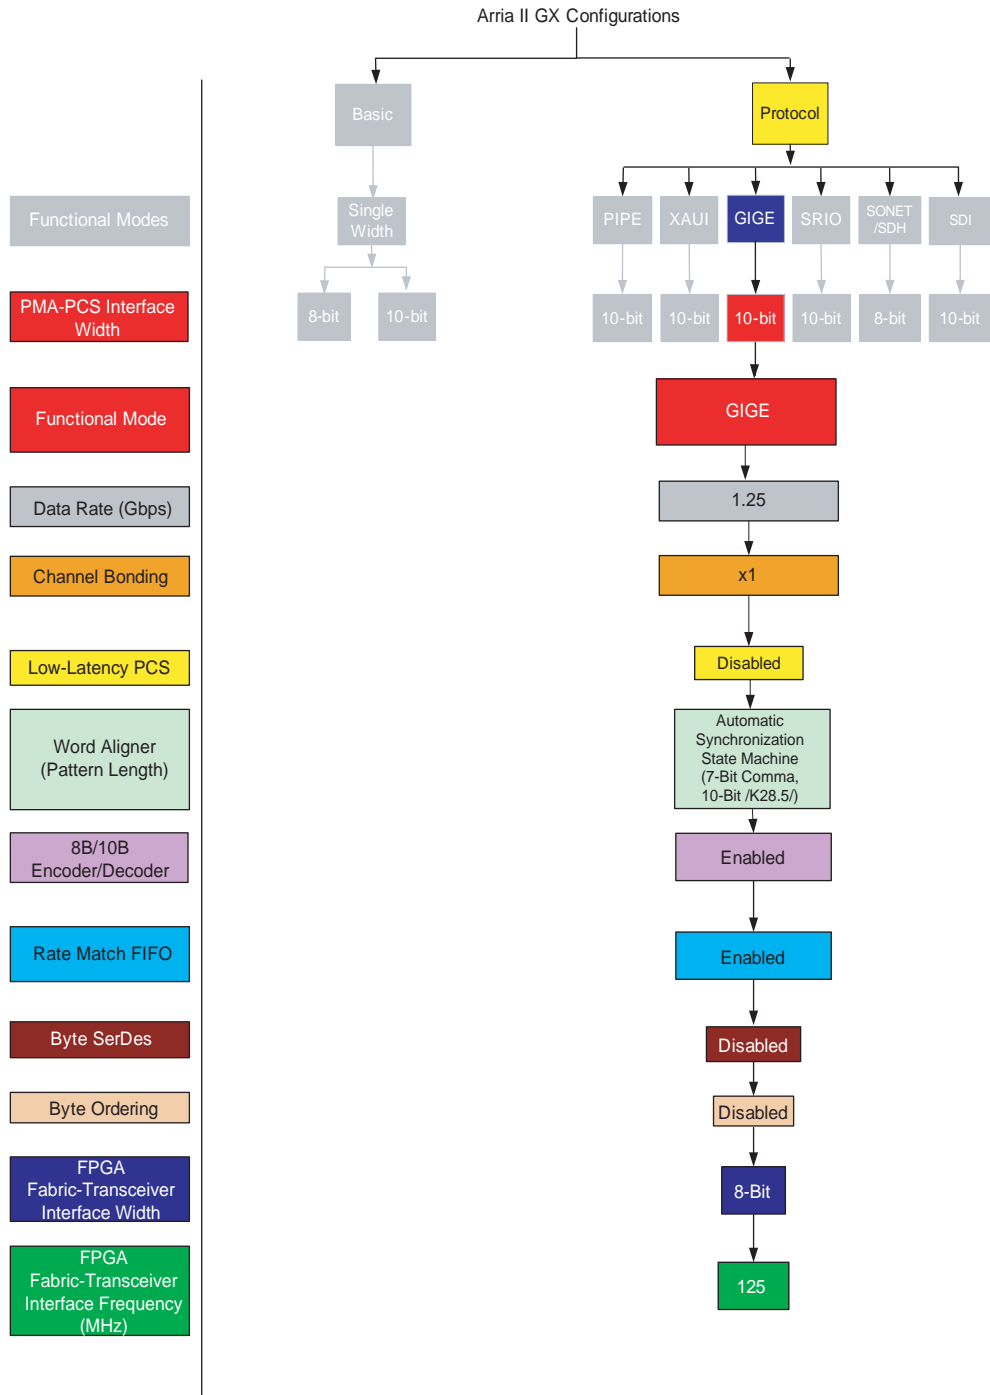 Arria II GX Configurations
Basic
Protocol
Functional Modes
Single
Width
PIPE
XAUI
GIGE
SRIO
SONET
/SDH
SDI
PMA-PCS Interface
Width
8-bit
10-bit
10-bit
10-bit
10-bit
10-bit
8-bit
10-bit
Functional Mode
GIGE
Data Rate (Gbps)
1.25
Channel Bonding
x1
Low-Latency PCS
Disabled
Word Aligner
(Pattern Length)
Automatic
Synchronization
State Machine
(7-Bit Comma,
10-Bit /K28.5/)
8B/10B
Encoder/Decoder
Enabled
Rate Match FIFO
Enabled
Byte SerDes
Disabled
Byte Ordering
Disabled
FPGA
Fabric-Transceiver
Interface Width
8-Bit
FPGA
Fabric-Transceiver
Interface Frequency
(MHz)
125